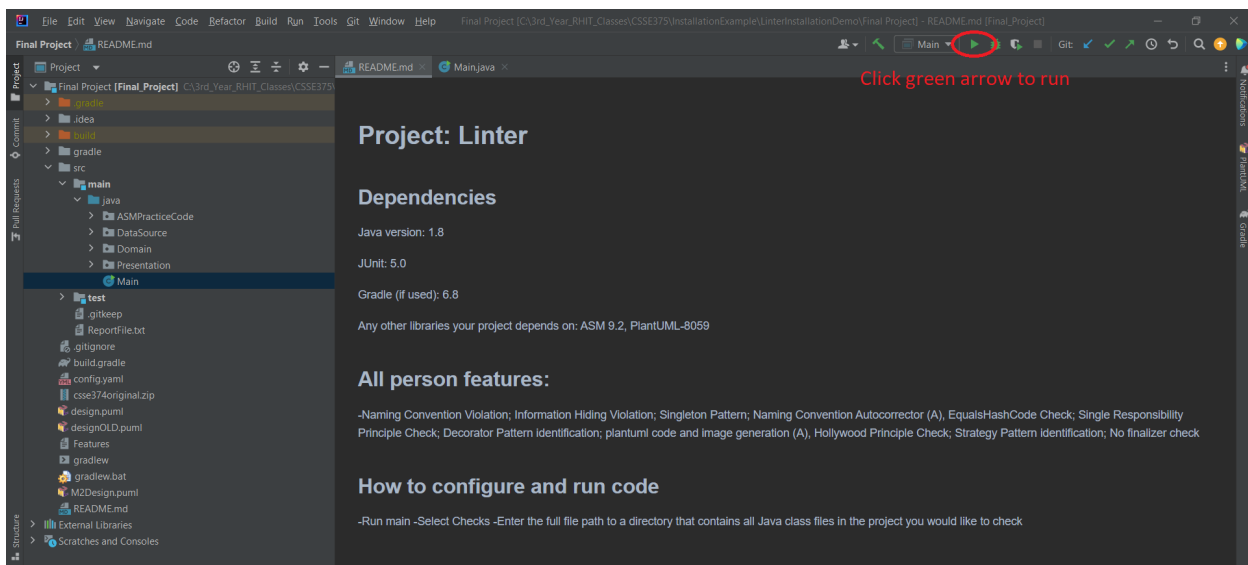 File Edit View Navigate Code Refactor Build Run Tools Git Window Help Final Project [C:\3rd_Year_RHIT_Classes\CSSE375\InstallationExample\LinterInstallationDemo\Final Project] - README.md [Final_Project]
Final Project README.md Main Git:
Project README.md Main.java
Click green arrow to run
Final Project [Final_Project] C:\3rd_Year_RHIT_Classes\CSSE375\
.gradle
.idea
build
gradle
src
main
java
ASMPracticeCode
DataSource
Domain
Presentation
Main
test
.gitkeep
ReportFile.txt
.gitignore
build.gradle
config.yaml
csse374original.zip
design.puml
designOLD.puml
Features
gradlew
gradlew.bat
M2Design.puml
README.md
External Libraries
Scratches and Consoles
Project
Commit
Pull Requests
Structure
Project: Linter
Dependencies
Java version: 1.8
JUnit: 5.0
Gradle (if used): 6.8
Any other libraries your project depends on: ASM 9.2, PlantUML-8059
All person features:
-Naming Convention Violation; Information Hiding Violation; Singleton Pattern; Naming Convention Autocorrector (A), EqualsHashCode Check; Single Responsibility
Principle Check; Decorator Pattern identification; plantuml code and image generation (A), Hollywood Principle Check; Strategy Pattern identification; No finalizer check
How to configure and run code
-Run main -Select Checks -Enter the full file path to a directory that contains all Java class files in the project you would like to check
Notifications
PlantUML
Gradle